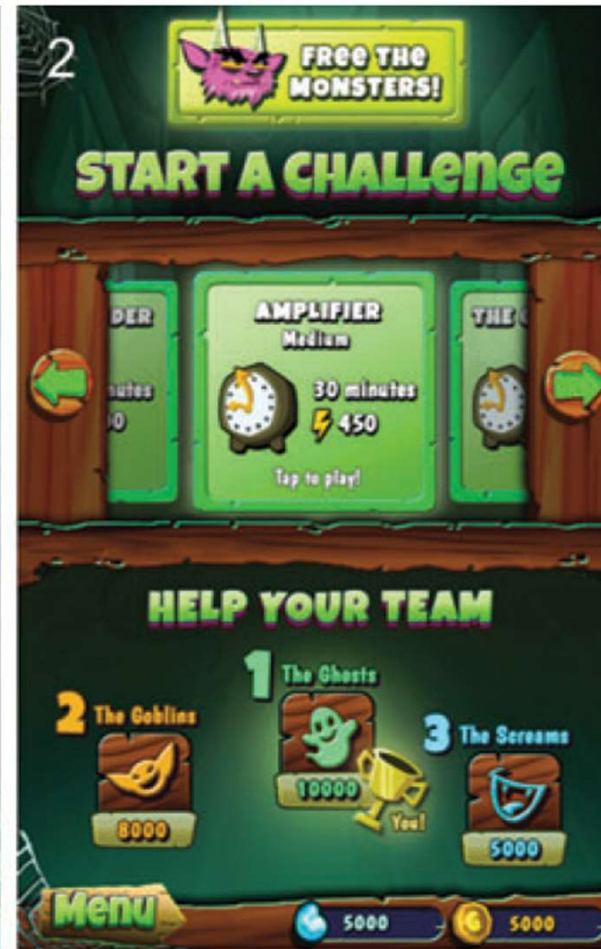 2
FREE THE
MONSTERS!
START A CHALLENGE
DER
AMPLIFIER
THE
Medium
30 minutes
450
Tap to play!
HELP YOUR TEAM
1 The Ghosts
10000
You!
2 The Goblins
8000
3 The Screams
5000
Menu
5000
G 5000